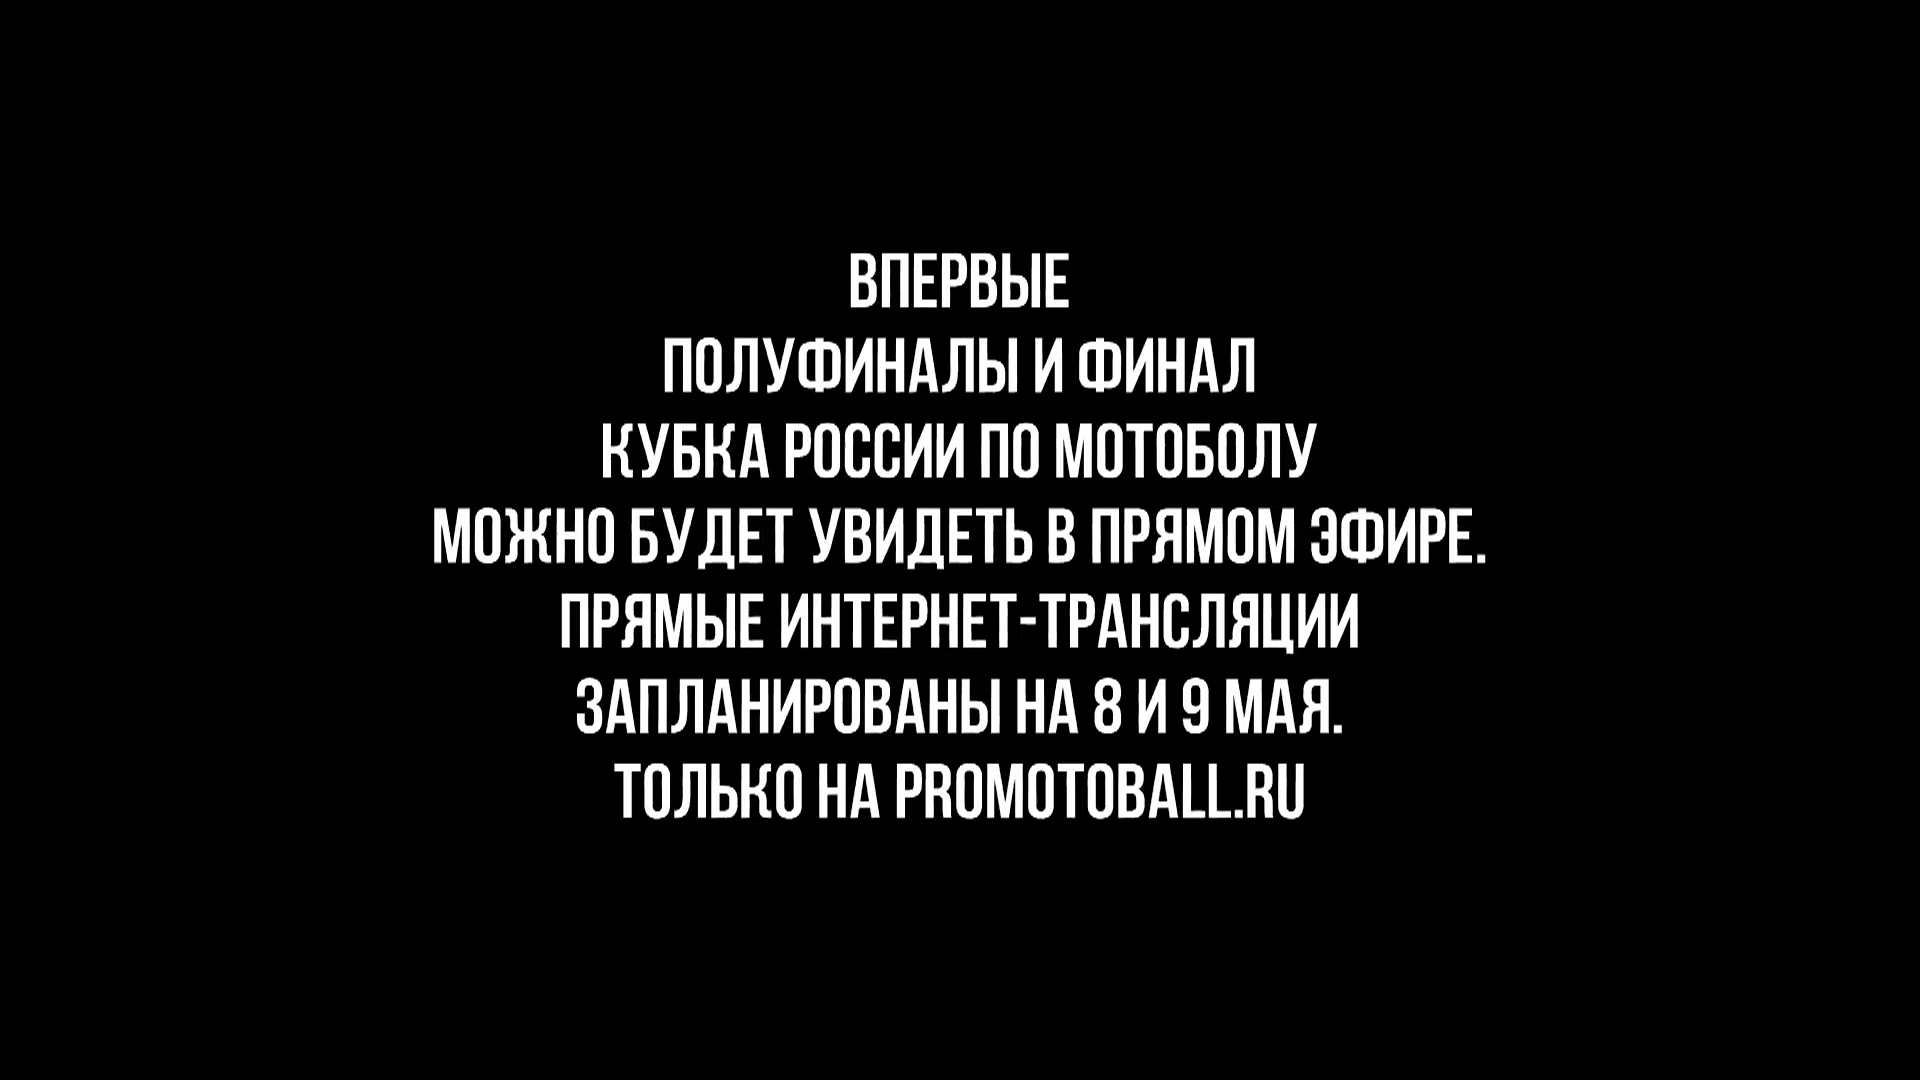 ВПЕРВЫЕ
ПОЛУФИНАЛЫ И ФИНАЛ
КУБКА РОССИИ ПО МОТОБОЛУ
МОЖНО БУДЕТ УВИДЕТЬ В ПРЯМОМ ЭФИРЕ.
ПРЯМЫЕ ИНТЕРНЕТ-ТРАНСЛЯЦИИ
ЗАПЛАНИРОВАНЫ НА 8 И 9 МАЯ.
ТОЛЬКО НА PROMOTOBALL.RU